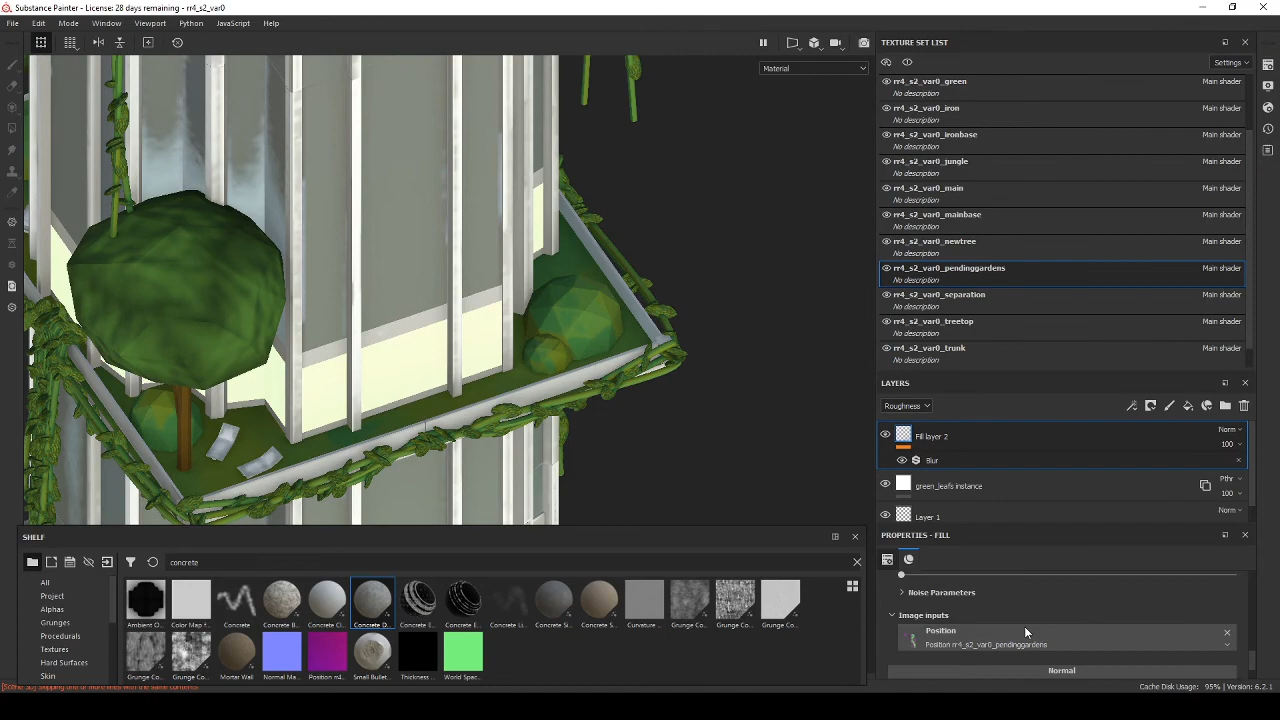 Substance Painter - License: 28 days remaining - rr4_s2_var0
File Edit Mode Window Viewport Python JavaScript Help
Material
TEXTURE SET LIST
Settings
rr4_s2_var0_green Main shader
No description
rr4_s2_var0_iron Main shader
No description
rr4_s2_var0_ironbase Main shader
No description
rr4_s2_var0_jungle Main shader
No description
rr4_s2_var0_main Main shader
No description
rr4_s2_var0_mainbase Main shader
No description
rr4_s2_var0_newtree Main shader
No description
rr4_s2_var0_pendinggardens Main shader
No description
rr4_s2_var0_separation Main shader
No description
rr4_s2_var0_treetop Main shader
No description
rr4_s2_var0_trunk Main shader
No description
LAYERS
Roughness
Fill layer 2 Norm
100
Blur
green_leafs instance Pthr
100
Layer 1 Norm
PROPERTIES - FILL
Noise Parameters
Image inputs
Position
Position rr4_s2_var0_pendinggardens
Normal
SHELF
concrete
All
Project
Alphas
Grunges
Procedurals
Textures
Hard Surfaces
Skin
Ambient O... Color Map f... Concrete Concrete B... Concrete Cl... Concrete D... Concrete E... Concrete E... Concrete Li... Concrete Si... Concrete S... Curvature ... Grunge Co... Grunge Co... Grunge Co...
Grunge Co... Grunge Co... Mortar Wall Normal Ma... Position rr4... Small Bullet... Thickness ... World Spac...
Cache Disk Usage: 95% | Version: 6.2.1